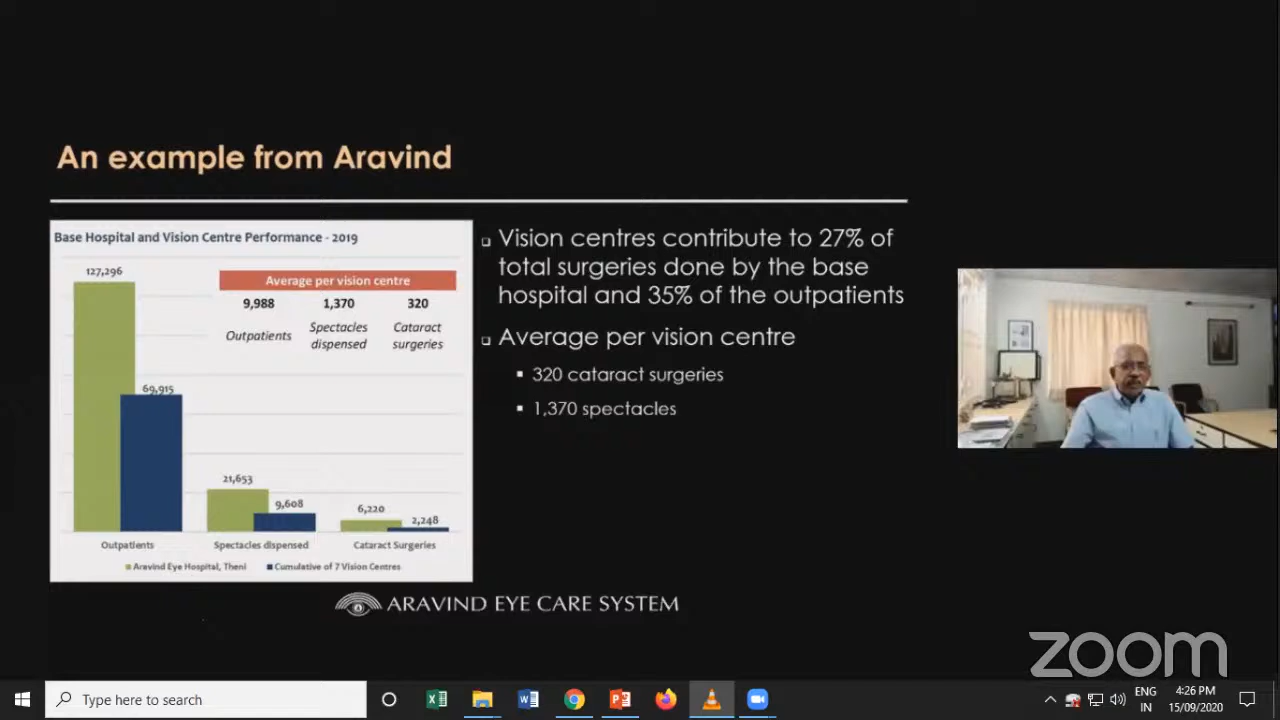 An example from Aravind
Base Hospital and Vision Centre Performance - 2019
127,296
Average per vision centre
9,988 1,370 320
Outpatients Spectacles dispensed Cataract surgeries
69,915
21,653
9,608
6,220
2,248
Outpatients Spectacles dispensed Cataract Surgeries
Aravind Eye Hospital, Theni Cumulative of 7 Vision Centres
Vision centres contribute to 27% of
total surgeries done by the base
hospital and 35% of the outpatients
Average per vision centre
320 cataract surgeries
1,370 spectacles
ARAVIND EYE CARE SYSTEM
zoom
Type here to search
ENG
IN
4:26 PM
15/09/2020